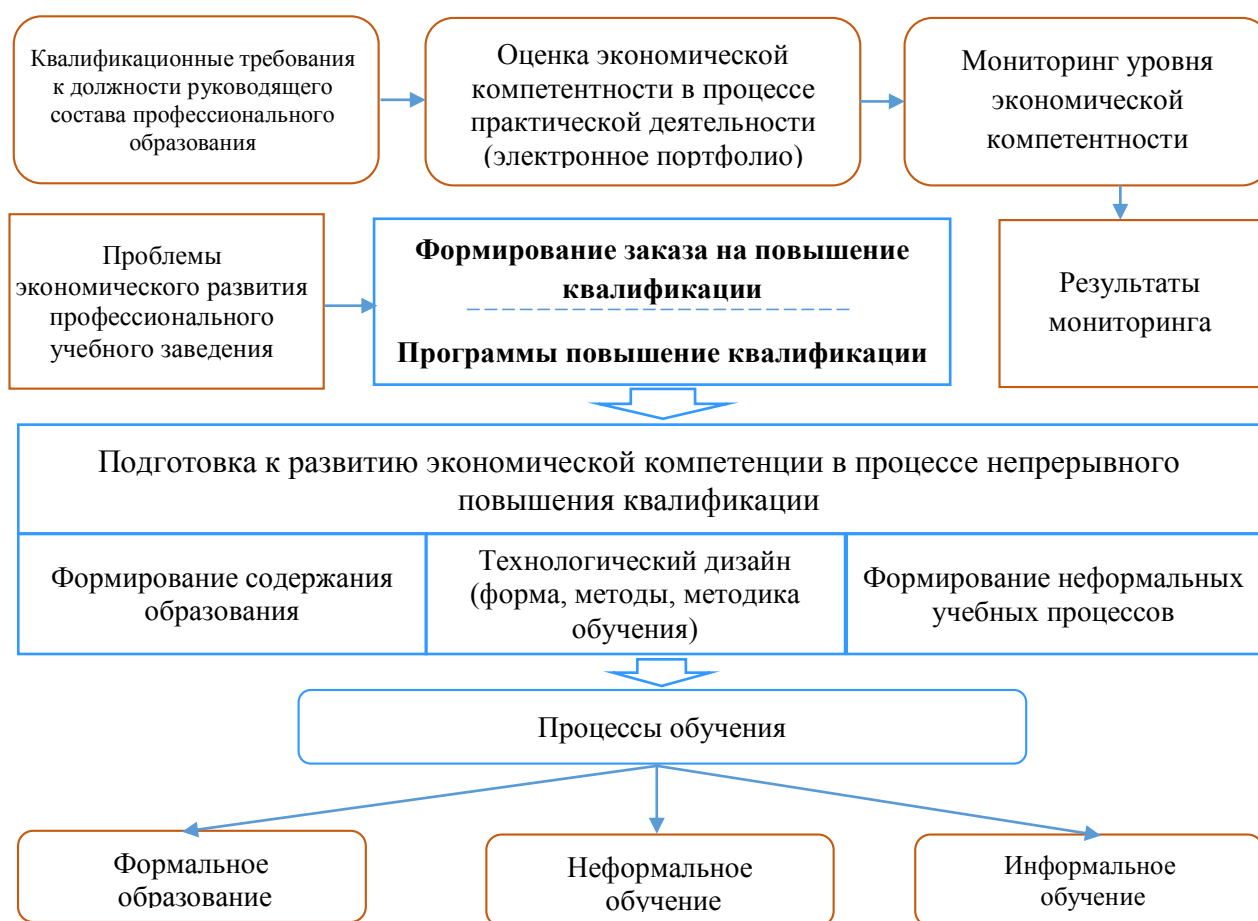 Квалификационные требования
к должности руководящего
состава профессионального
образования
Оценка экономической
компетентности в процессе
практической деятельности
(электронное портфолио)
Мониторинг уровня
экономической
компетентности
Проблемы
экономического развития
профессионального
учебного заведения
Формирование заказа на повышение
квалификации
Программы повышение квалификации
Результаты
мониторинга
Подготовка к развитию экономической компетенции в процессе непрерывного
повышения квалификации
Формирование содержания
образования
Технологический дизайн
(форма, методы, методика
обучения)
Формирование неформальных
учебных процессов
Процессы обучения
Формальное
образование
Неформальное
обучение
Информальное
обучение